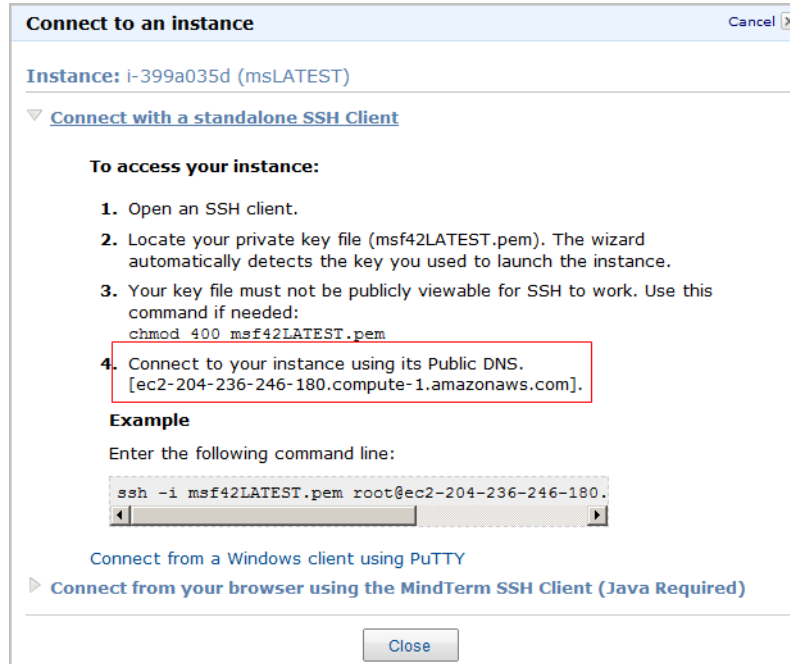 Connect to an instance
Cancel
Instance: i-399a035d (msLATEST)
Connect with a standalone SSH Client
To access your instance:
1. Open an SSH client.
2. Locate your private key file (msf42LATEST.pem). The wizard
automatically detects the key you used to launch the instance.
3. Your key file must not be publicly viewable for SSH to work. Use this
command if needed:
chmod 400 msf42LATEST.pem
4. Connect to your instance using its Public DNS.
[ec2-204-236-246-180.compute-1.amazonaws.com].
Example
Enter the following command line:
ssh -i msf42LATEST.pem root@ec2-204-236-246-180.
Connect from a Windows client using PuTTY
Connect from your browser using the MindTerm SSH Client (Java Required)
Close